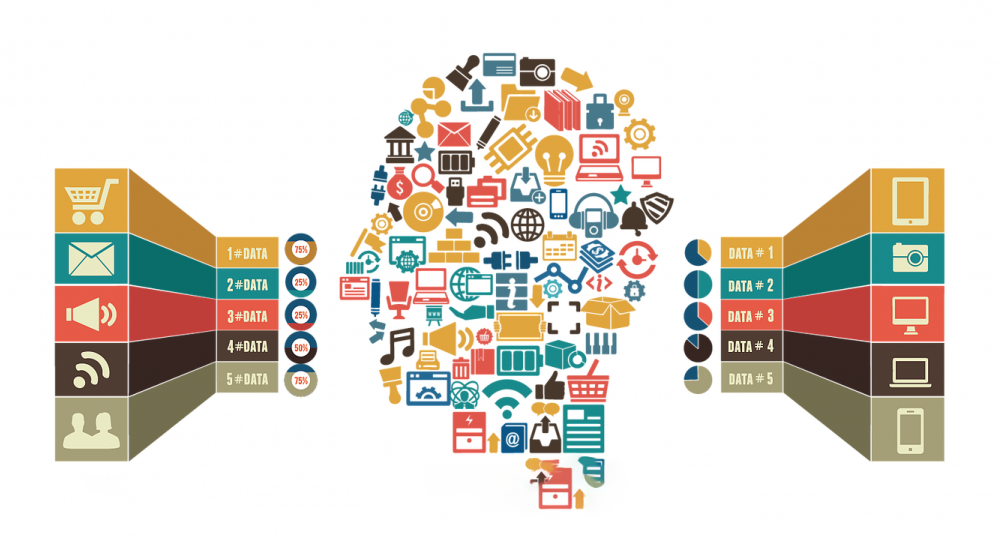 1#DATA
75%
2#DATA
25%
3#DATA
25%
4#DATA
50%
5#DATA
75%
@
DATA # 1
DATA # 2
DATA # 3
DATA # 4
DATA # 5